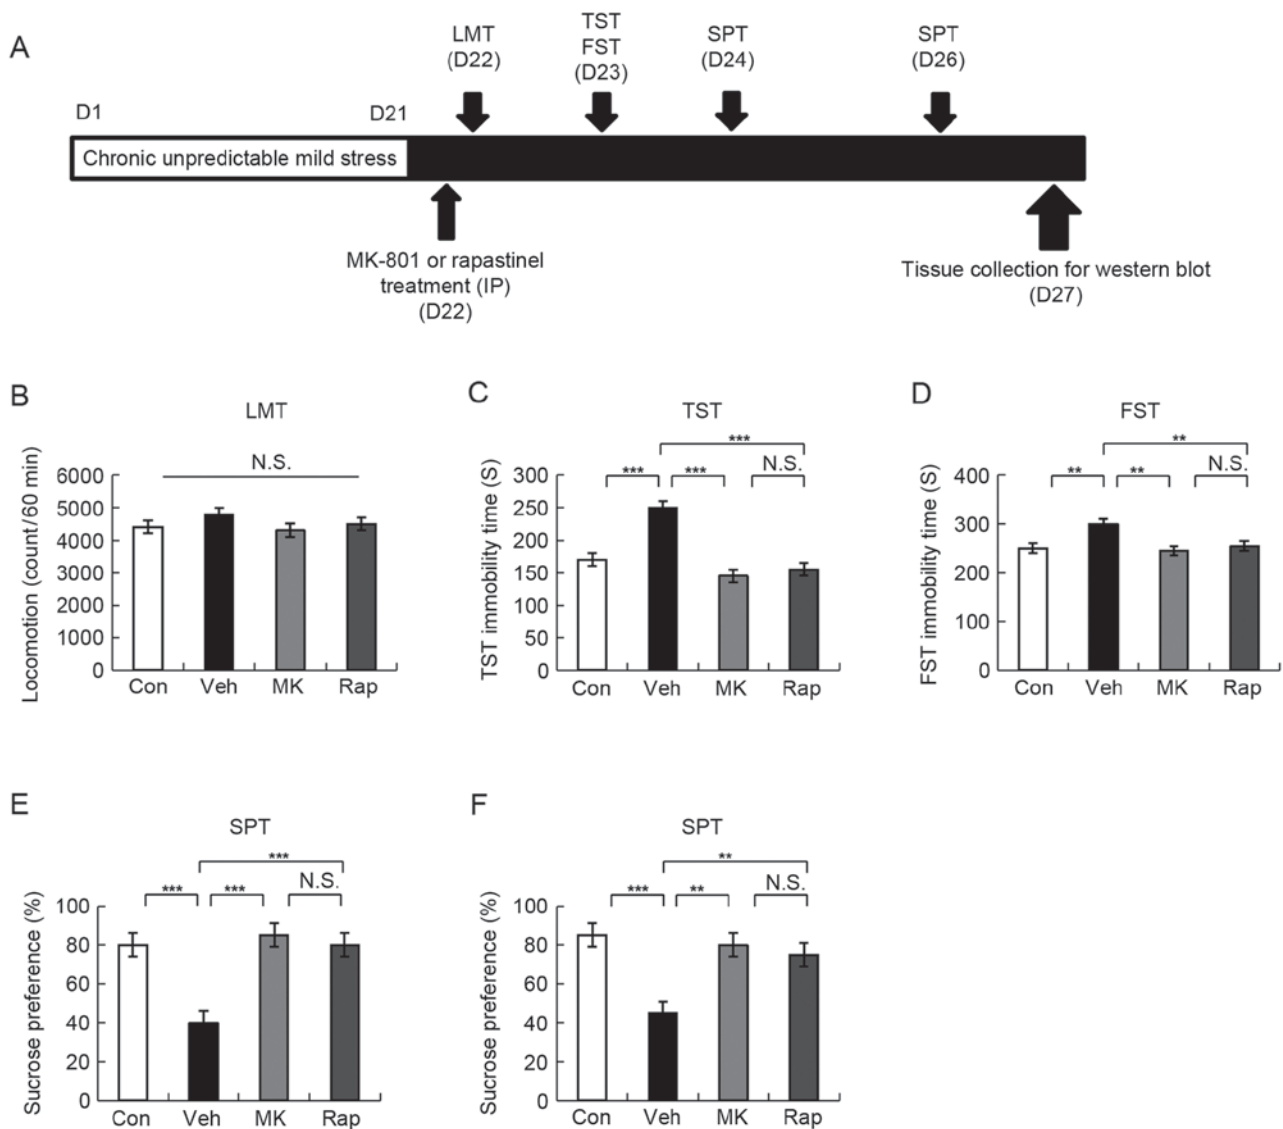 A
LMT
(D22)
TST
FST
(D23)
SPT
(D24)
SPT
(D26)
D1
D21
Chronic unpredictable mild stress
MK-801 or rapastinel
treatment (IP)
(D22)
Tissue collection for western blot
(D27)
B
LMT
Locomotion (count/60 min)
6000
5000
4000
3000
2000
1000
0
N.S.
Con Veh MK Rap
C
TST
TST immobility time (S)
300
250
200
150
100
50
0
***
*** *** N.S.
Con Veh MK Rap
D
FST
FST immobility time (S)
400
300
200
100
0
**
** ** N.S.
Con Veh MK Rap
E
SPT
Sucrose preference (%)
100
80
60
40
20
0
***
*** *** N.S.
Con Veh MK Rap
F
SPT
Sucrose preference (%)
100
80
60
40
20
0
**
*** ** N.S.
Con Veh MK Rap